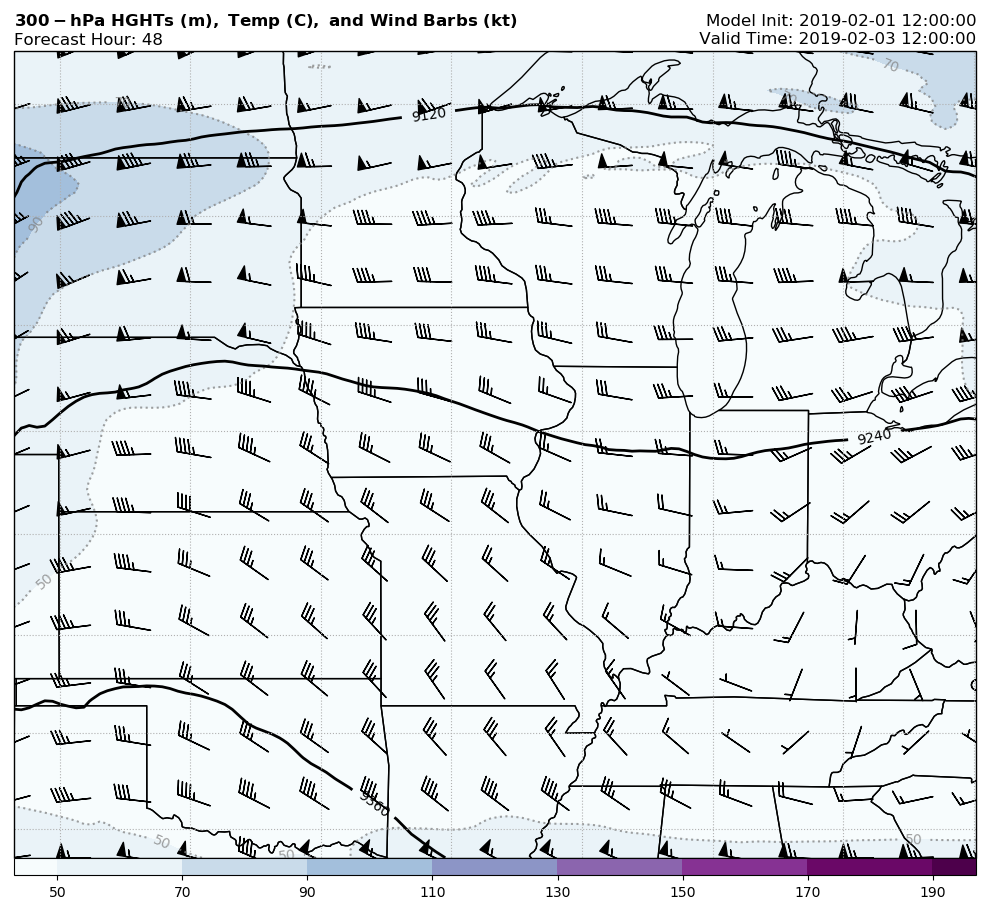 300-hPa HGHTs (m), Temp (C), and Wind Barbs (kt)
Model Init: 2019-02-01 12:00:00
Forecast Hour: 48
Valid Time: 2019-02-03 12:00:00
70
9120
90
9240
50
9360
50
50
50
50 70 90 110 130 150 170 190